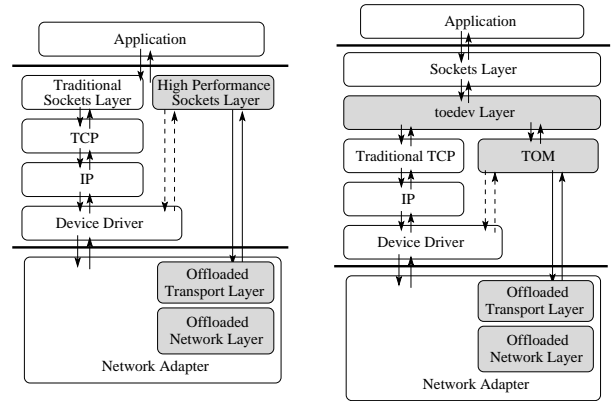 Application
Traditional
Sockets Layer
High Performance
Sockets Layer
TCP
IP
Device Driver
Offloaded
Transport Layer
Offloaded
Network Layer
Network Adapter
Application
Sockets Layer
toedev Layer
Traditional TCP
TOM
IP
Device Driver
Offloaded
Transport Layer
Offloaded
Network Layer
Network Adapter